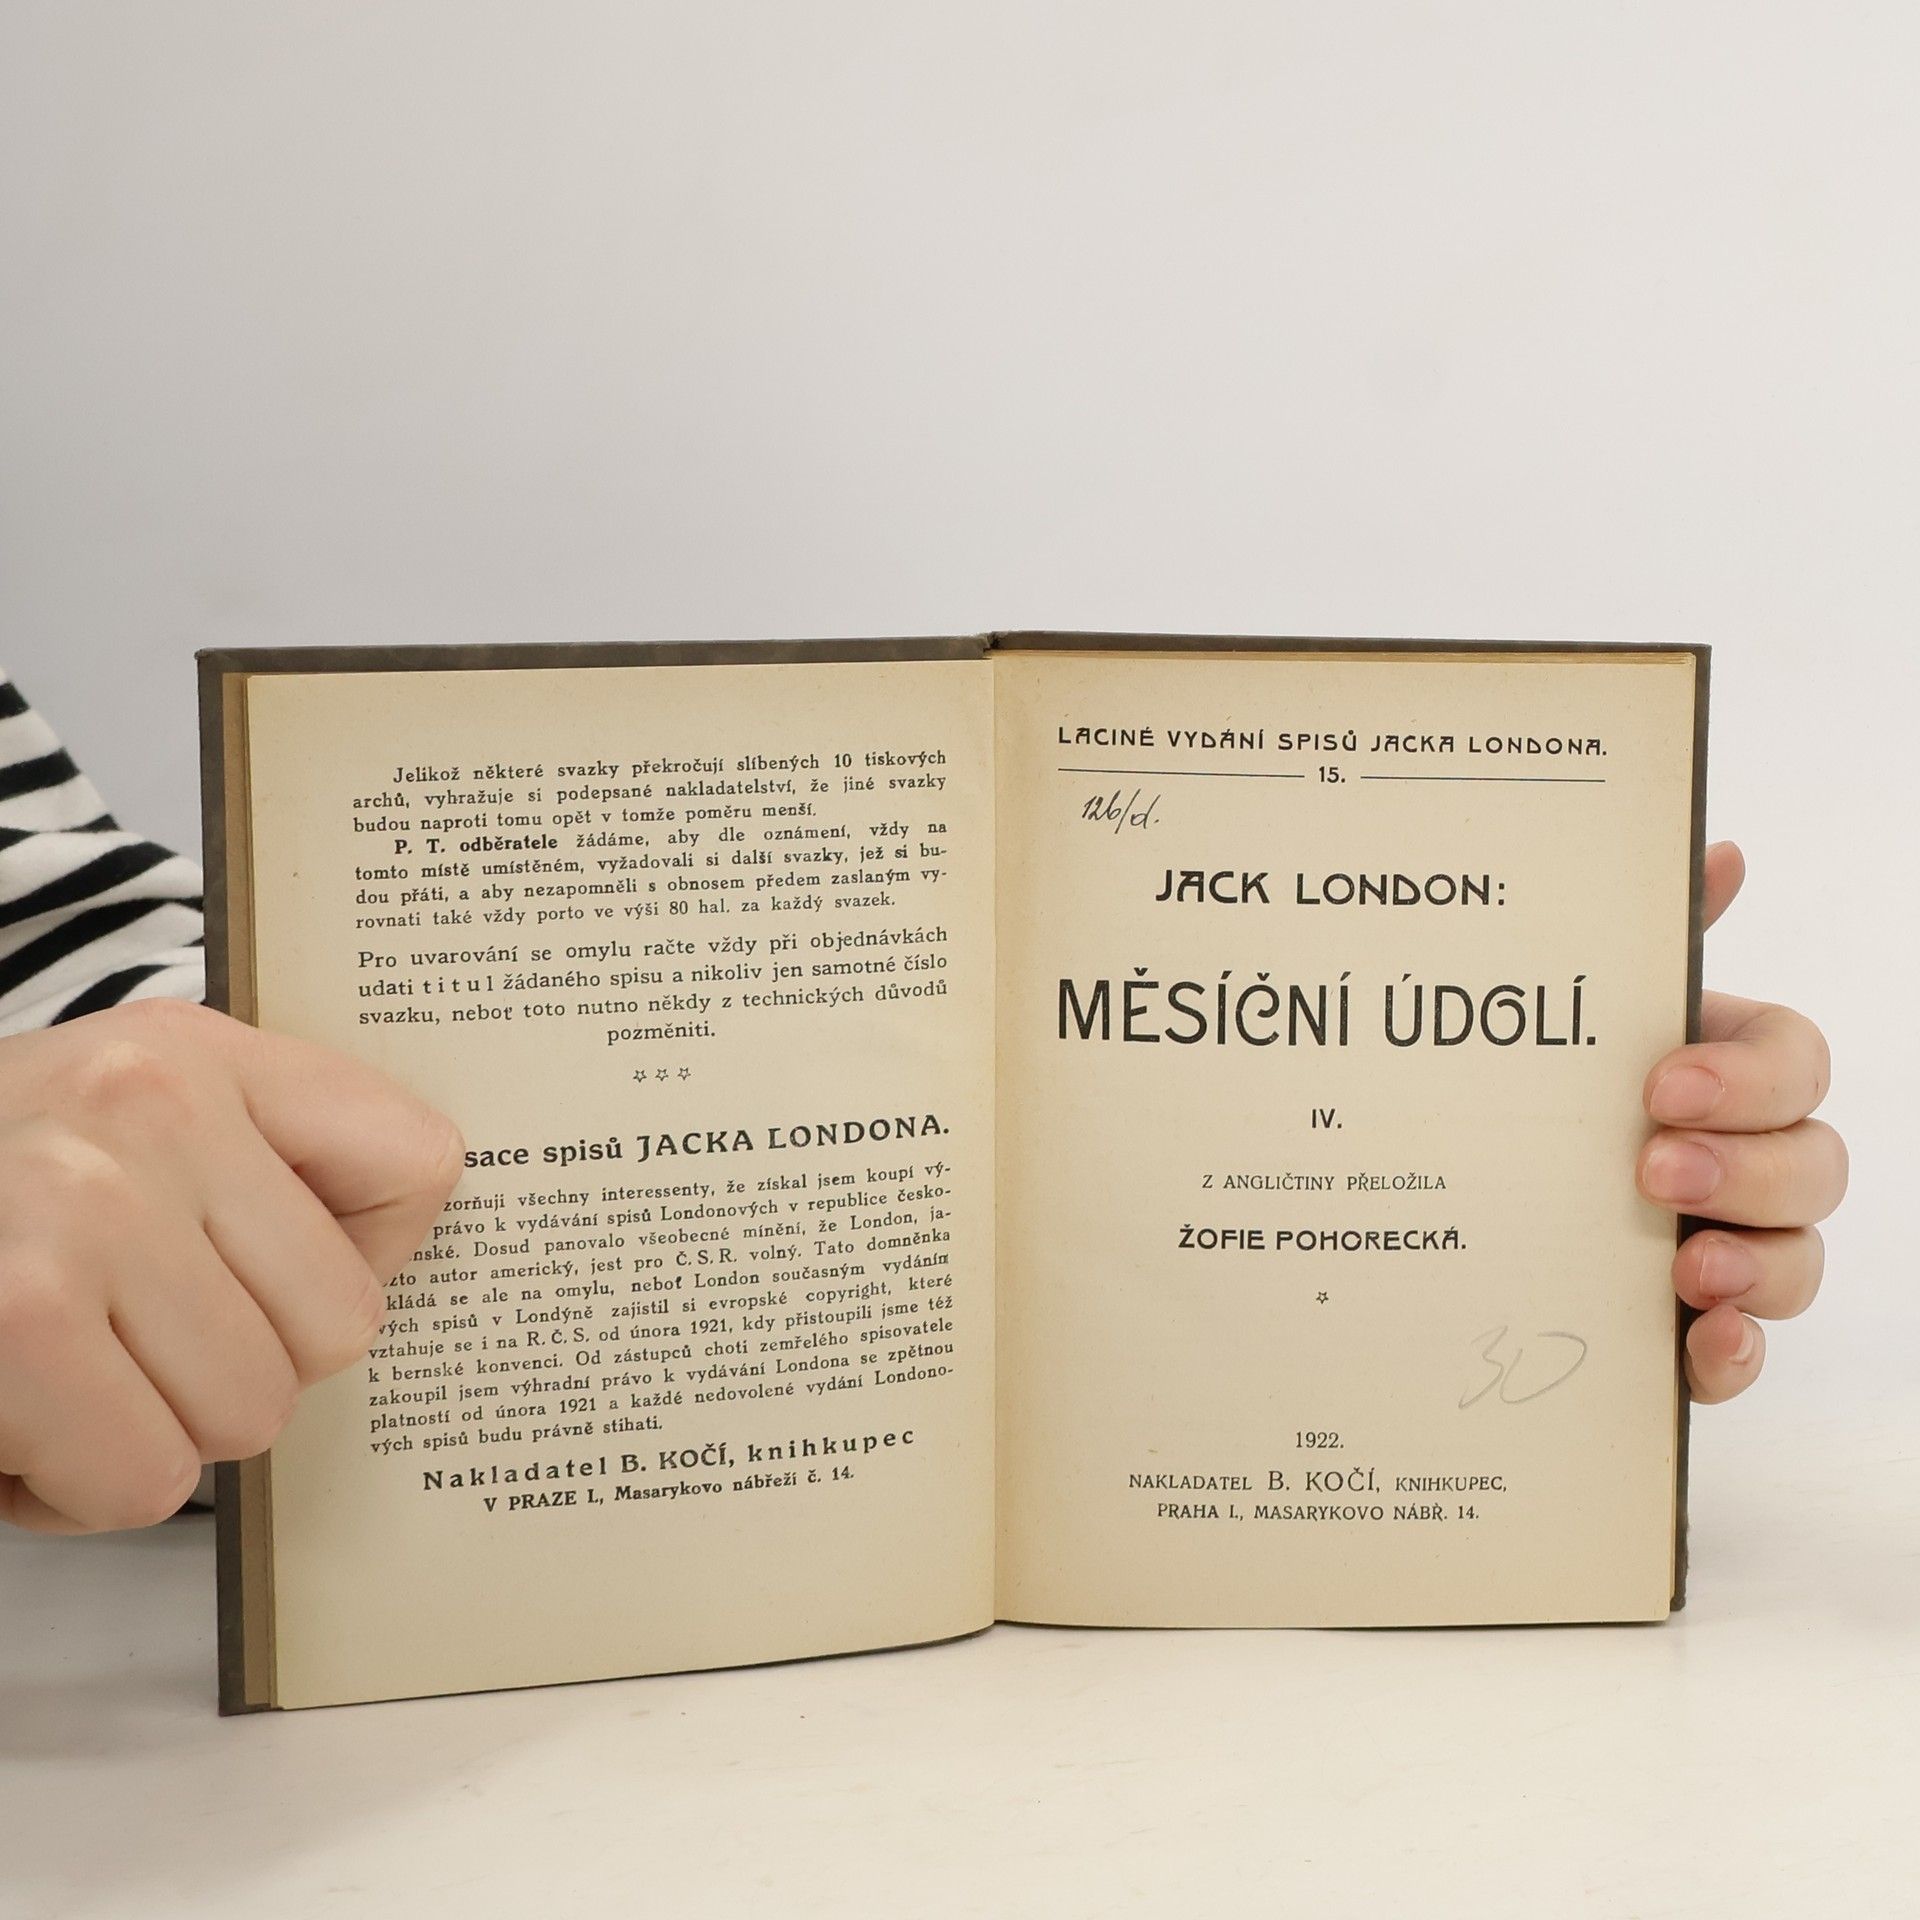 Jelikož některé svazky překročují slíbených 10 tiskových
archů, vyhražuje si podepsané nakladatelství, že jiné svazky
budou naproti tomu opět v tomže poměru menší.
P. T. odběratele žádáme, aby dle oznámení, vždy na
tomto místě umístěném, vyžadovali si další svazky, jež si bu-
dou přáti, a aby nezapomněli s obnosem předem zaslaným vy-
rovnati také vždy porto ve výši 80 hal. za každý svazek.
Pro uvarování se omylu račte vždy při objednávkách
udati titul žádaného spisu a nikoliv jen samotné číslo
svazku, neboť toto nutno někdy z technických důvodů
pozměniti.
sace spisů JACKA LONDONA.
zorňuji všechny interessenty, že získal jsem koupí vý-
právo k vydávání spisů Londonových v republice česko-
nské. Dosud panovalo všeobecné mínění, že London, ja-
žto autor americký, jest pro Č. S. R. volný. Tato domněnka
kládá se ale na omylu, neboť London současným vydáním
vých spisů v Londýně zajistil si evropské copyright, které
vztahuje se i na R. Č. S. od února 1921, kdy přistoupili jsme též
k bernské konvenci. Od zástupců choti zemřelého spisovatele
zakoupil jsem výhradní právo k vydávání Londona se zpětnou
platností od února 1921 a každé nedovolené vydání Londono-
vých spisů budu právně stíhati.
Nakladatel B. KOČÍ, knihkupec
V PRAZE I., Masarykovo nábřeží č. 14.
LACINÉ VYDÁNÍ SPISŮ JACKA LONDONA.
15.
126/d.
JACK LONDON:
MĚSÍČNÍ ÚDOLÍ.
IV.
Z ANGLIČTINY PŘELOŽILA
ŽOFIE POHORECKÁ.
30
1922.
NAKLADATEL B. KOČÍ, KNIHKUPEC,
PRAHA I., MASARYKOVO NÁBŘ. 14.